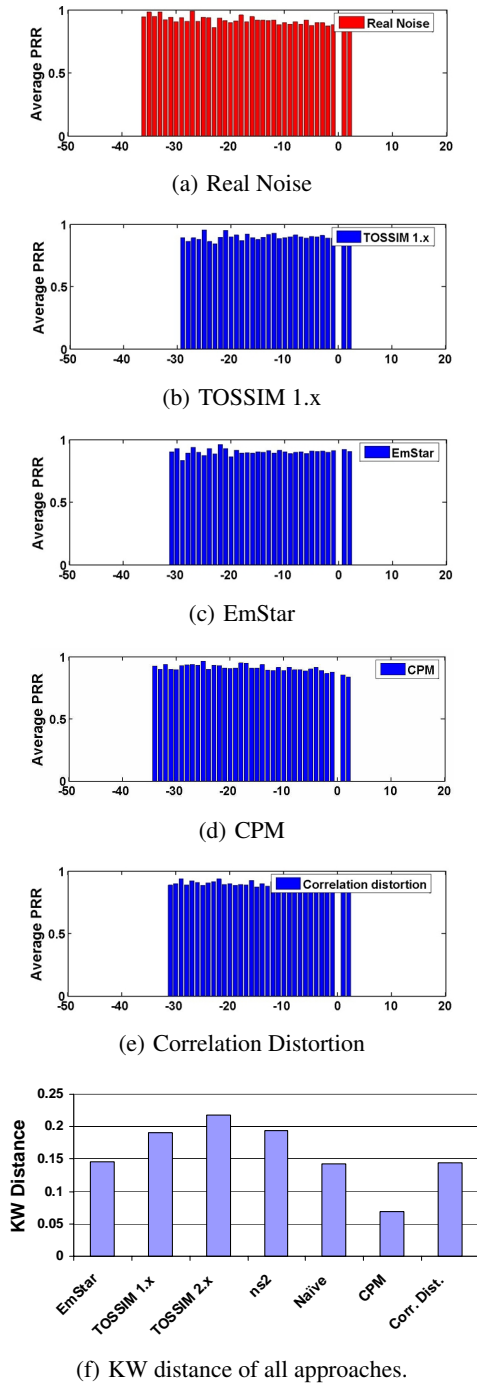 1
0.5
0
Average PRR
Real Noise
-50 -40 -30 -20 -10 0 10 20
(a) Real Noise
1
0.5
0
Average PRR
TOSSIM 1.x
-50 -40 -30 -20 -10 0 10 20
(b) TOSSIM 1.x
1
0.5
0
Average PRR
EmStar
-50 -40 -30 -20 -10 0 10 20
(c) EmStar
1
0.5
0
Average PRR
CPM
-50 -40 -30 -20 -10 0 10 20
(d) CPM
1
0.5
0
Average PRR
Correlation distortion
-50 -40 -30 -20 -10 0 10 20
(e) Correlation Distortion
0.25
0.2
0.15
0.1
0.05
0
KW Distance
EmStar
TOSSIM 1.x
TOSSIM 2.x
ns2
Naïve
CPM
Corr. Dist.
(f) KW distance of all approaches.